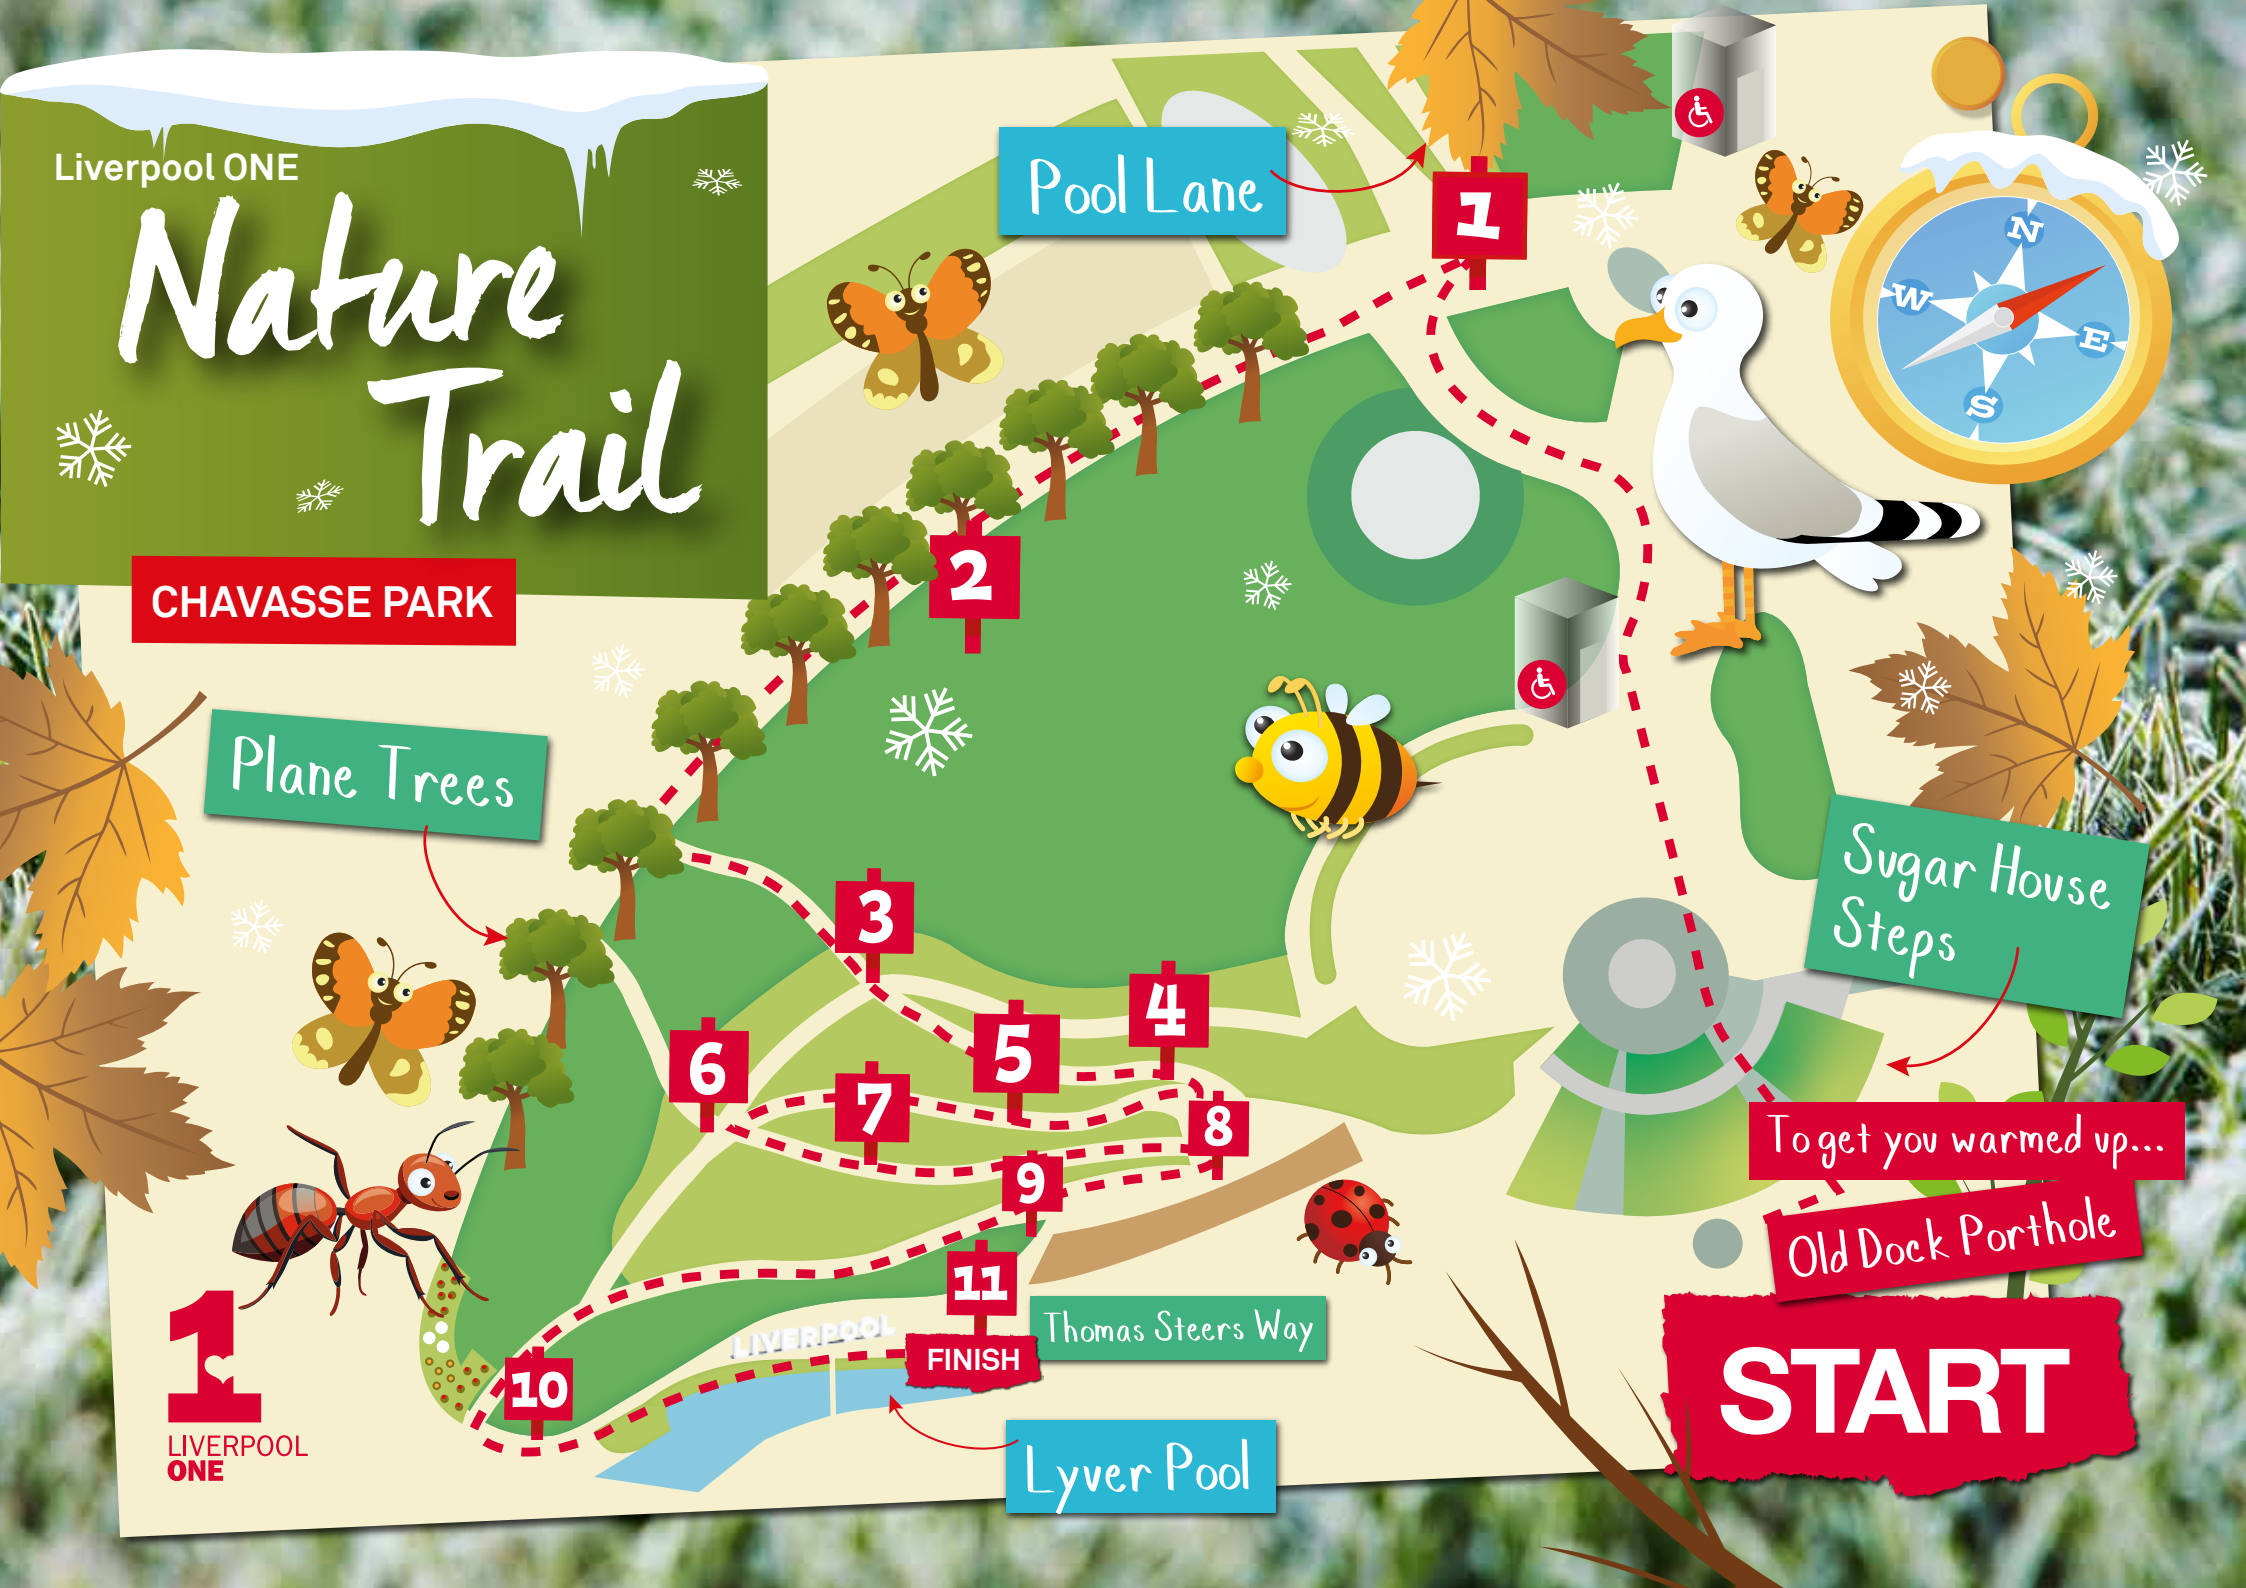 Liverpool ONE
Nature
Trail
CHAVASSE PARK
Pool Lane
1
N
W
E
S
2
Plane Trees
3
4
5
6
7
8
9
10
11
Sugar House
Steps
To get you warmed up...
Old Dock Porthole
START
LIVERPOOL
FINISH
Thomas Steers Way
Lyver Pool
1
LIVERPOOL
ONE